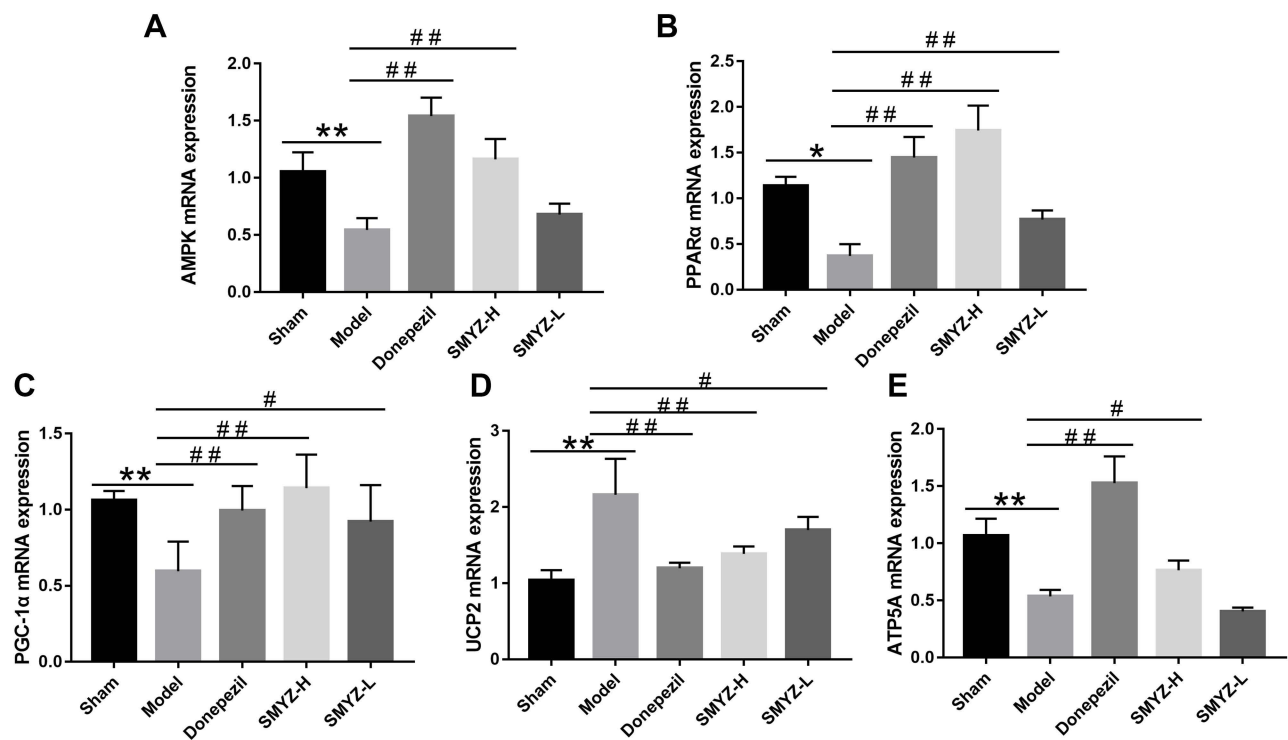 A
AMPK mRNA expression
2.0
1.5
1.0
0.5
0.0
# #
# #
**
Sham
Model
Donepezil
SMYZ-H
SMYZ-L
B
PPARα mRNA expression
2.5
2.0
1.5
1.0
0.5
0.0
# #
# #
# #
*
Sham
Model
Donepezil
SMYZ-H
SMYZ-L
C
PGC-1α mRNA expression
1.5
1.0
0.5
0.0
#
# #
# #
**
Sham
Model
Donepezil
SMYZ-H
SMYZ-L
D
UCP2 mRNA expression
3
2
1
0
#
# #
# #
**
Sham
Model
Donepezil
SMYZ-H
SMYZ-L
E
ATP5A mRNA expression
2.0
1.5
1.0
0.5
0.0
#
# #
**
Sham
Model
Donepezil
SMYZ-H
SMYZ-L